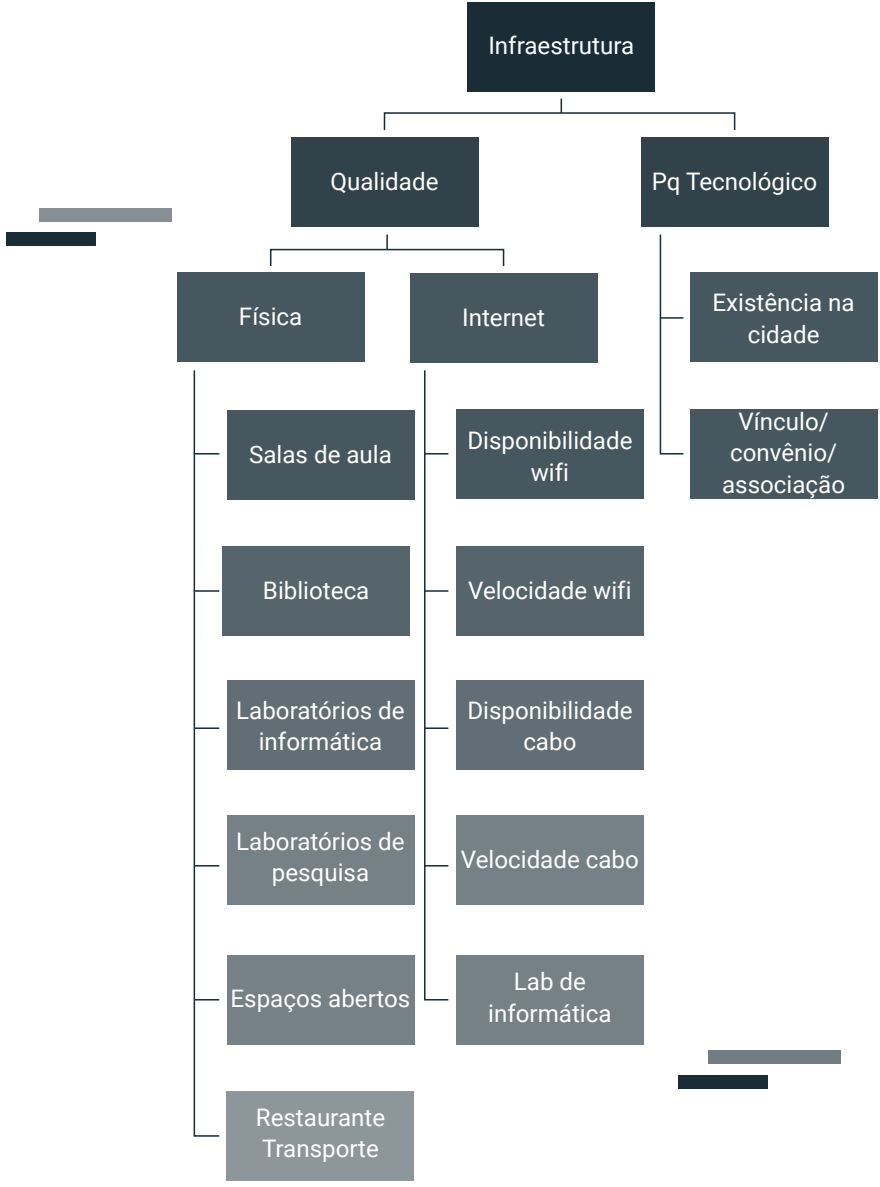 Infraestrutura
Qualidade
Pq Tecnológico
Física
Internet
Existência na
cidade
Salas de aula
Disponibilidade
wifi
Vínculo/
convênio/
associação
Biblioteca
Velocidade wifi
Laboratórios de
informática
Disponibilidade
cabo
Laboratórios de
pesquisa
Velocidade cabo
Espaços abertos
Lab de
informática
Restaurante
Transporte